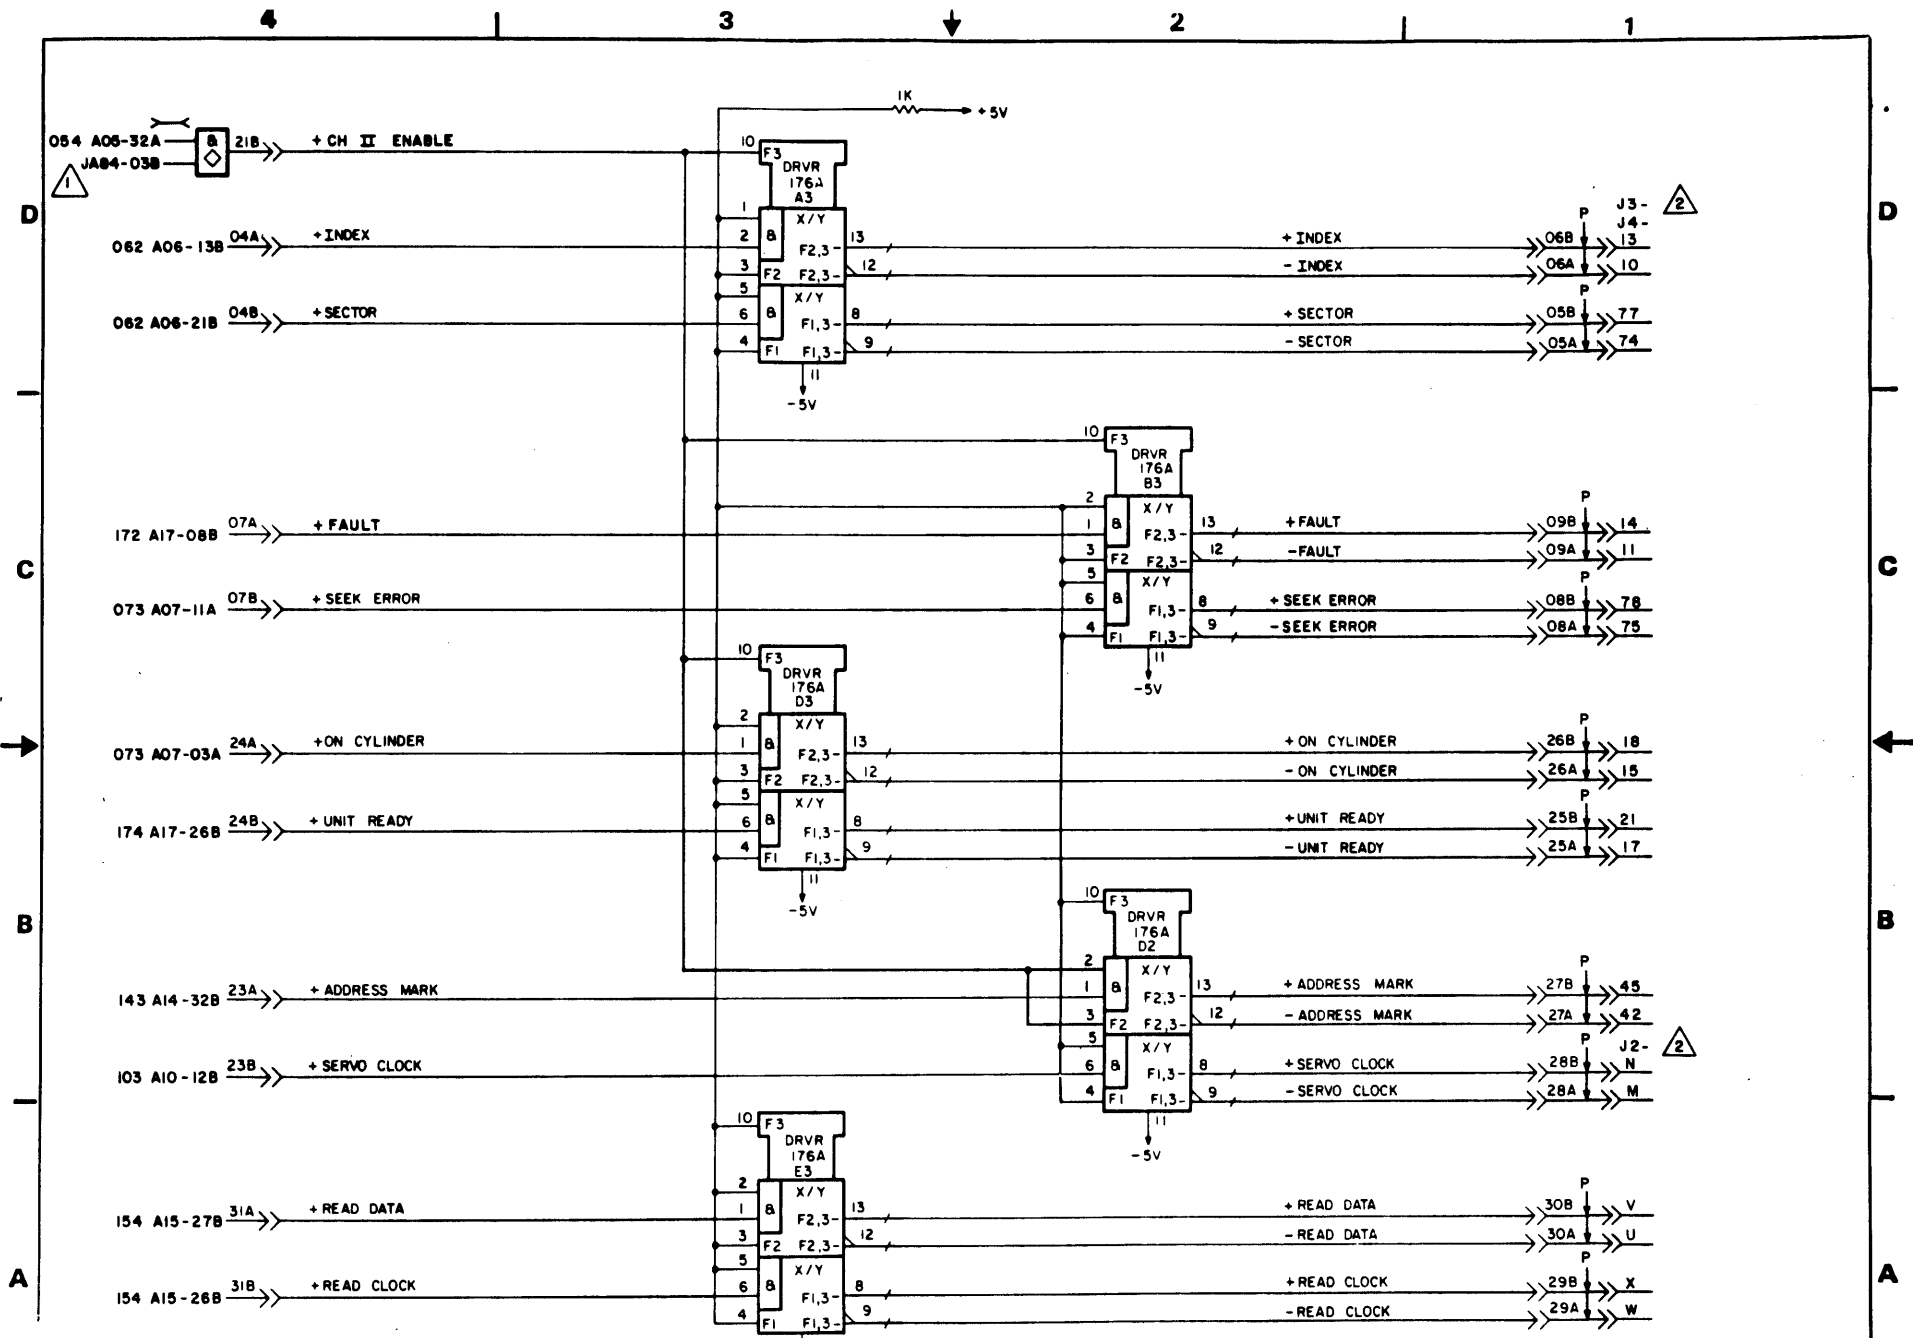 4 3 2 1
1K
+5V
054 A05-32A & 21B +CH II ENABLE 10 F3
JA84-03B
1
DRVR
176A
A3
D D
J3- 2
J4-
1 X/Y P
062 A06-13B 04A +INDEX 2 & F2,3 13 +INDEX 06B 13
3 F2 F2,3 12 -INDEX 06A 10
5 X/Y P
062 A06-21B 04B +SECTOR 6 & F1,3 8 +SECTOR 05B 77
4 F1 F1,3 9 -SECTOR 05A 74
11
-5V
10 F3
DRVR
176A
B3
2 X/Y P
172 A17-08B 07A +FAULT 1 & F2,3 13 +FAULT 09B 14
3 F2 F2,3 12 -FAULT 09A 11
C C
5 X/Y P
073 A07-11A 07B +SEEK ERROR 6 & F1,3 8 +SEEK ERROR 08B 78
4 F1 F1,3 9 -SEEK ERROR 08A 75
11
-5V
10 F3
DRVR
176A
D3
2 X/Y P
073 A07-03A 24A +ON CYLINDER 1 & F2,3 13 +ON CYLINDER 26B 18
3 F2 F2,3 12 -ON CYLINDER 26A 15
5 X/Y P
174 A17-26B 24B +UNIT READY 6 & F1,3 8 +UNIT READY 25B 21
4 F1 F1,3 9 -UNIT READY 25A 17
11
-5V
10 F3
DRVR
176A
D2
B B
2 X/Y P
143 A14-32B 23A +ADDRESS MARK 1 & F2,3 13 +ADDRESS MARK 27B 45
3 F2 F2,3 12 -ADDRESS MARK 27A 42
5 X/Y P J2- 2
103 A10-12B 23B +SERVO CLOCK 6 & F1,3 8 +SERVO CLOCK 28B N
4 F1 F1,3 9 -SERVO CLOCK 28A M
11
-5V
10 F3
DRVR
176A
E3
2 X/Y P
154 A15-27B 31A +READ DATA 1 & F2,3 13 +READ DATA 30B V
3 F2 F2,3 12 -READ DATA 30A U
5 X/Y P
A A
154 A15-26B 31B +READ CLOCK 6 & F1,3 8 +READ CLOCK 29B X
4 F1 F1,3 9 -READ CLOCK 29A W